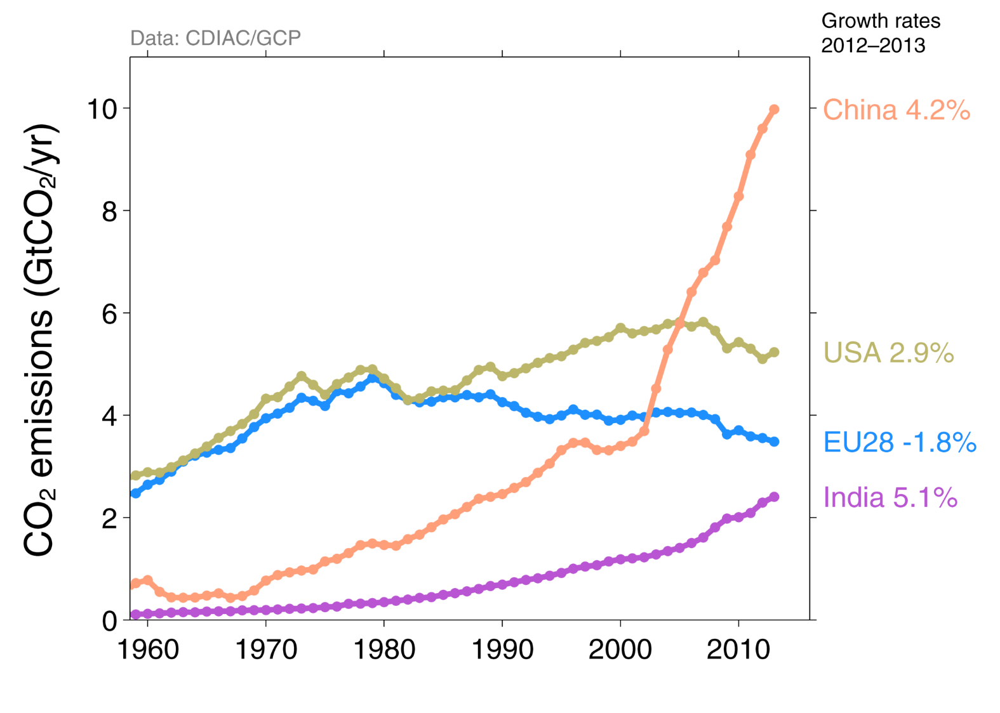 Growth rates
2012–2013
Data: CDIAC/GCP
CO₂ emissions (GtCO₂/yr)
10
8
6
4
2
0
1960 1970 1980 1990 2000 2010
China 4.2%
USA 2.9%
EU28 -1.8%
India 5.1%